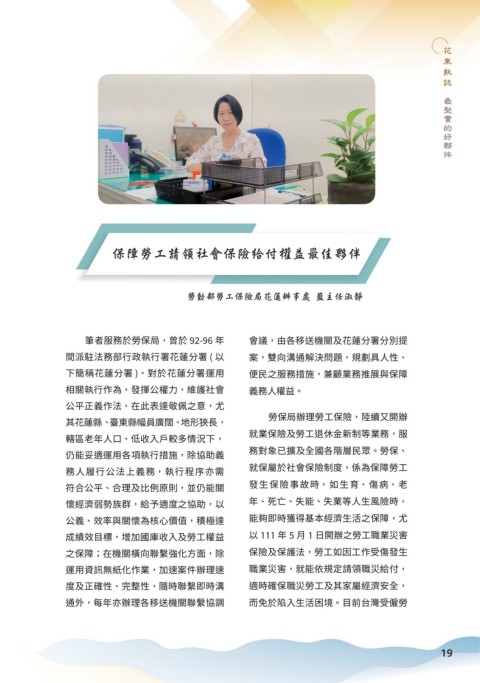 花東執誌 最堅實的好夥伴
保障勞工請領社會保險給付權益最佳夥伴
勞動部勞工保險局花蓮辦事處 藍主任淑靜
筆者服務於勞保局，曾於 92-96 年
間派駐法務部行政執行署花蓮分署 ( 以
下簡稱花蓮分署 )，對於花蓮分署運用
相關執行作為，發揮公權力，維護社會
公平正義作法，在此表達敬佩之意，尤
其花蓮縣、臺東縣幅員廣闊、地形狹長，
轄區老年人口、低收入戶較多情況下，
仍能妥適運用各項執行措施，除協助義
務人履行公法上義務，執行程序亦需
符合公平、合理及比例原則，並仍能關
懷經濟弱勢族群，給予適度之協助，以
公義、效率與關懷為核心價值，積極達
成績效目標，增加國庫收入及勞工權益
之保障；在機關橫向聯繫強化方面，除
運用資訊無紙化作業，加速案件辦理速
度及正確性、完整性，隨時聯繫即時溝
通外，每年亦辦理各移送機關聯繫協調
會議，由各移送機關及花蓮分署分別提
案，雙向溝通解決問題，規劃具人性、
便民之服務措施，兼顧業務推展與保障
義務人權益。
勞保局辦理勞工保險，陸續又開辦
就業保險及勞工退休金新制等業務，服
務對象已擴及全國各階層民眾。勞保、
就保屬於社會保險制度，係為保障勞工
發生保險事故時，如生育、傷病、老
年、死亡、失能、失業等人生風險時，
能夠即時獲得基本經濟生活之保障，尤
以 111 年 5 月 1 日開辦之勞工職業災害
保險及保護法，勞工如因工作受傷發生
職業災害，就能依規定請領職災給付，
適時確保職災勞工及其家屬經濟安全，
而免於陷入生活困境。目前台灣受僱勞
19